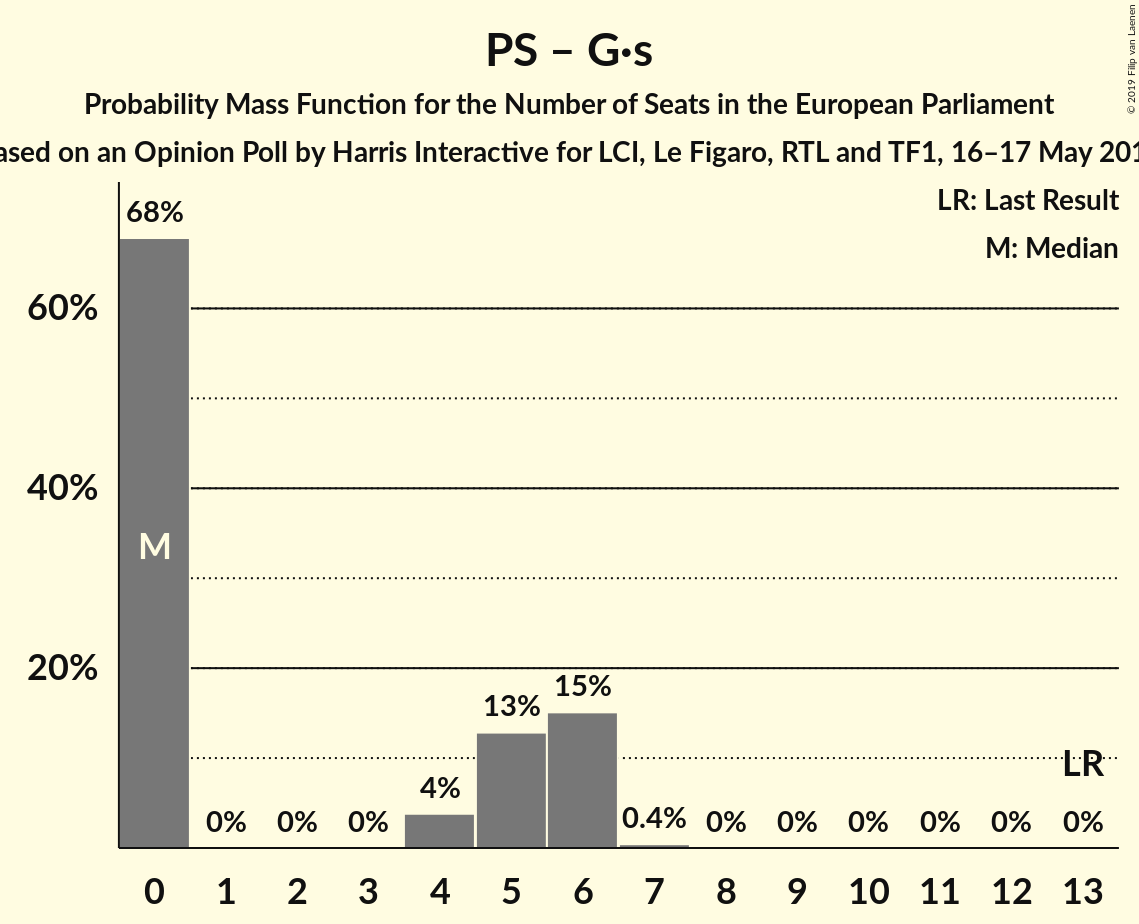 PS – G·s
Probability Mass Function for the Number of Seats in the European Parliament
ased on an Opinion Poll by Harris Interactive for LCI, Le Figaro, RTL and TF1, 16–17 May 201
© 2019 Filip van Laenen
LR: Last Result
M: Median
68%
60%
40%
M
20%
15%
13%
LR
4%
0% 0% 0% 0.4% 0% 0% 0% 0% 0% 0%
0 1 2 3 4 5 6 7 8 9 10 11 12 13